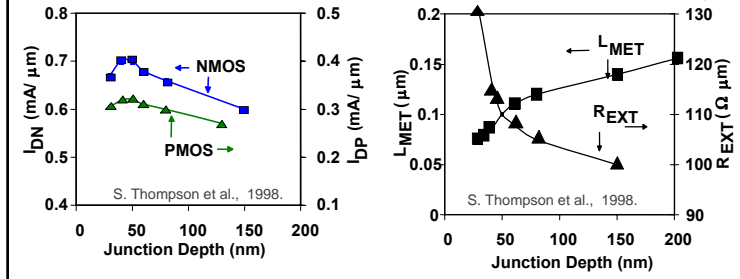 0.8
0.7
0.6
0.5
0.4
I_DN (mA/ μm)
NMOS
PMOS
S. Thompson et al., 1998.
0.5
0.4
0.3
0.2
0.1
I_DP (mA/ μm)
0 50 100 150 200
Junction Depth (nm)
0.2
0.15
0.1
0.05
0
L_MET (μm)
L_MET
R_EXT
S. Thompson et al., 1998.
130
120
110
100
90
R_EXT (Ω μm)
0 50 100 150 200
Junction Depth (nm)